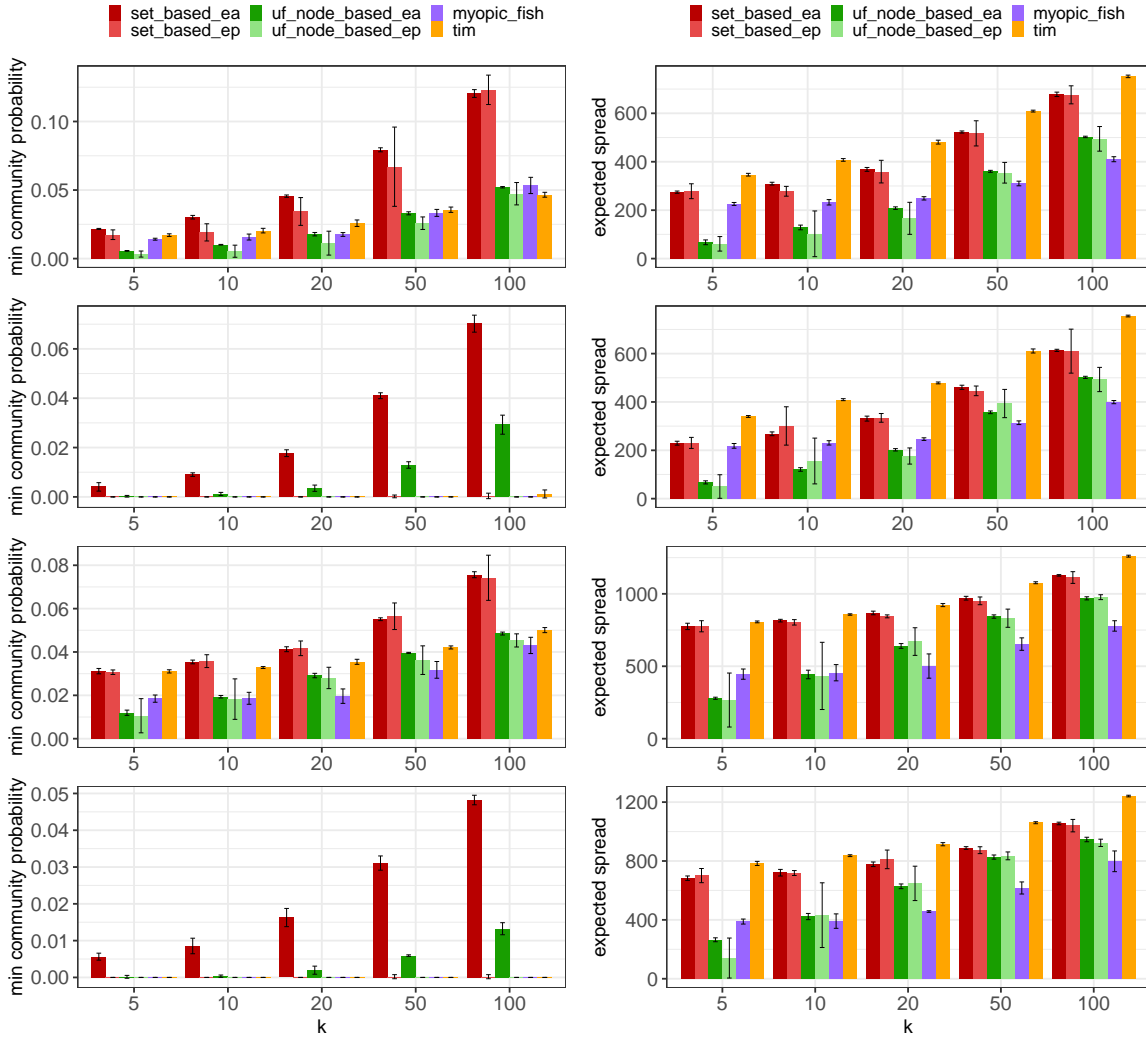 set_based_ea uf_node_based_ea myopic_fish
set_based_ep uf_node_based_ep tim
set_based_ea uf_node_based_ea myopic_fish
set_based_ep uf_node_based_ep tim
min community probability
0.10
0.05
0.00
5 10 20 50 100
expected spread
600
400
200
0
5 10 20 50 100
min community probability
0.06
0.04
0.02
0.00
5 10 20 50 100
expected spread
600
400
200
0
5 10 20 50 100
min community probability
0.08
0.06
0.04
0.02
0.00
5 10 20 50 100
expected spread
1000
500
0
5 10 20 50 100
min community probability
0.05
0.04
0.03
0.02
0.01
0.00
5 10 20 50 100
k
expected spread
1200
800
400
0
5 10 20 50 100
k